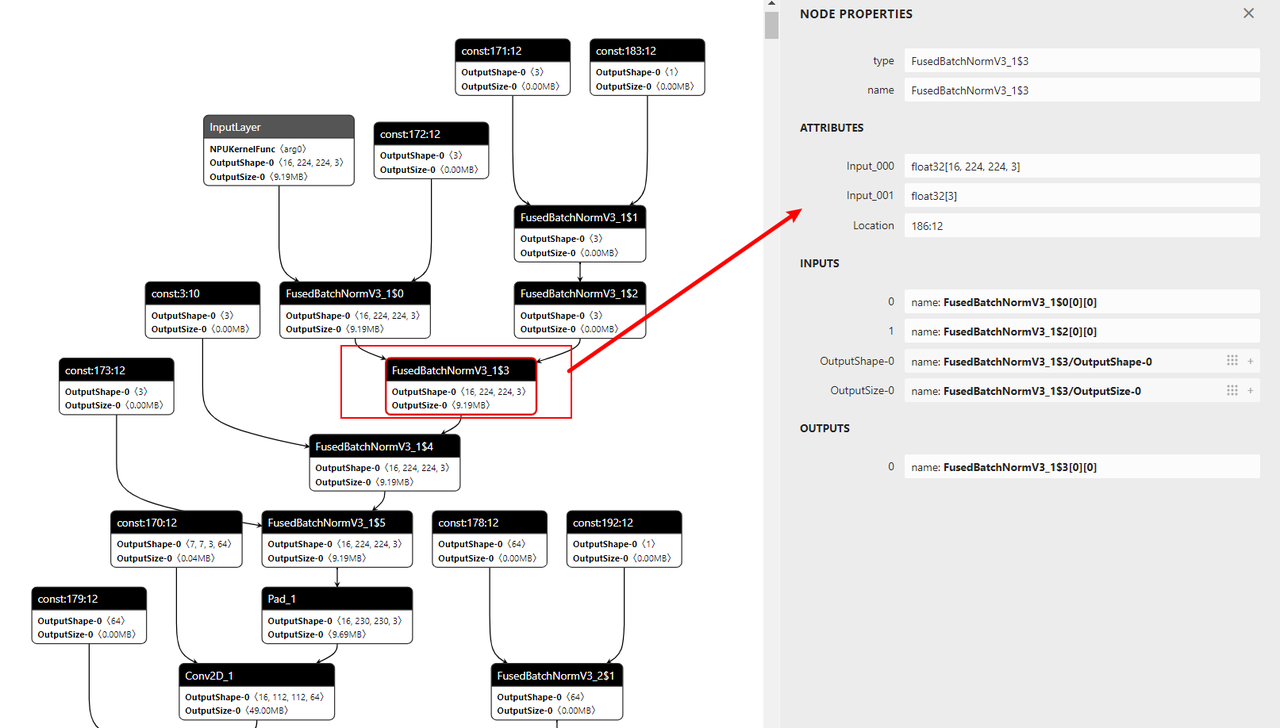 const:171:12
OutputShape-0 〈3〉
OutputSize-0 〈0.00MB〉
const:183:12
OutputShape-0 〈1〉
OutputSize-0 〈0.00MB〉
InputLayer
NPUKernelFunc 〈arg0〉
OutputShape-0 〈16, 224, 224, 3〉
OutputSize-0 〈9.19MB〉
const:172:12
OutputShape-0 〈3〉
OutputSize-0 〈0.00MB〉
FusedBatchNormV3_1$1
OutputShape-0 〈3〉
OutputSize-0 〈0.00MB〉
const:3:10
OutputShape-0 〈3〉
OutputSize-0 〈0.00MB〉
FusedBatchNormV3_1$0
OutputShape-0 〈16, 224, 224, 3〉
OutputSize-0 〈9.19MB〉
FusedBatchNormV3_1$2
OutputShape-0 〈3〉
OutputSize-0 〈0.00MB〉
const:173:12
OutputShape-0 〈3〉
OutputSize-0 〈0.00MB〉
FusedBatchNormV3_1$3
OutputShape-0 〈16, 224, 224, 3〉
OutputSize-0 〈9.19MB〉
FusedBatchNormV3_1$4
OutputShape-0 〈16, 224, 224, 3〉
OutputSize-0 〈9.19MB〉
const:170:12
OutputShape-0 〈7, 7, 3, 64〉
OutputSize-0 〈0.04MB〉
FusedBatchNormV3_1$5
OutputShape-0 〈16, 224, 224, 3〉
OutputSize-0 〈9.19MB〉
const:178:12
OutputShape-0 〈64〉
OutputSize-0 〈0.00MB〉
const:192:12
OutputShape-0 〈1〉
OutputSize-0 〈0.00MB〉
const:179:12
OutputShape-0 〈64〉
OutputSize-0 〈0.00MB〉
Pad_1
OutputShape-0 〈16, 230, 230, 3〉
OutputSize-0 〈9.69MB〉
Conv2D_1
OutputShape-0 〈16, 112, 112, 64〉
OutputSize-0 〈49.00MB〉
FusedBatchNormV3_2$1
OutputShape-0 〈64〉
OutputSize-0 〈0.00MB〉
NODE PROPERTIES
type FusedBatchNormV3_1$3
name FusedBatchNormV3_1$3
ATTRIBUTES
Input_000 float32[16, 224, 224, 3]
Input_001 float32[3]
Location 186:12
INPUTS
0 name: FusedBatchNormV3_1$0[0][0]
1 name: FusedBatchNormV3_1$2[0][0]
OutputShape-0 name: FusedBatchNormV3_1$3/OutputShape-0 +
OutputSize-0 name: FusedBatchNormV3_1$3/OutputSize-0 +
OUTPUTS
0 name: FusedBatchNormV3_1$3[0][0]